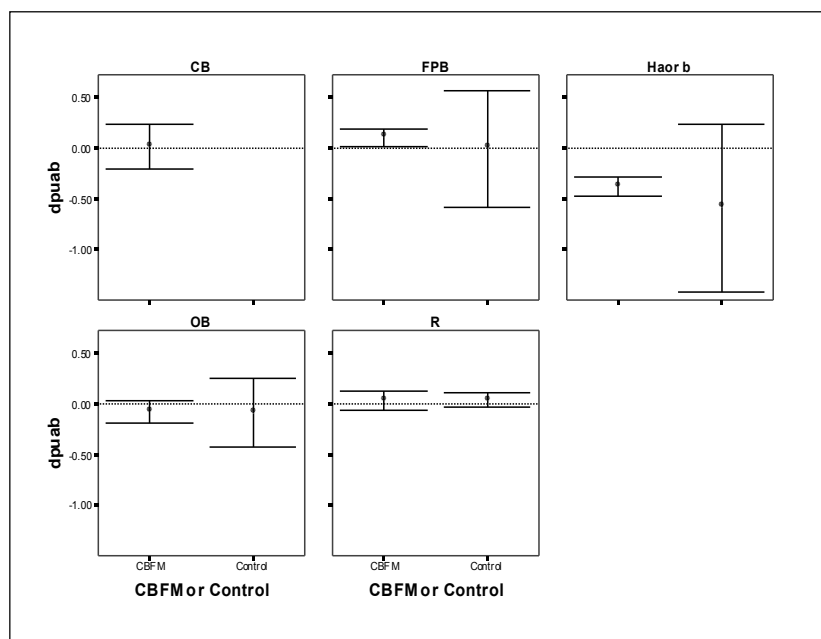 CB FPB Haor b
0.50
0.00
-0.50
-1.00
dpuab
OB R
0.50
0.00
-0.50
-1.00
dpuab
CBFM Control CBFM Control
CBFM or Control CBFM or Control